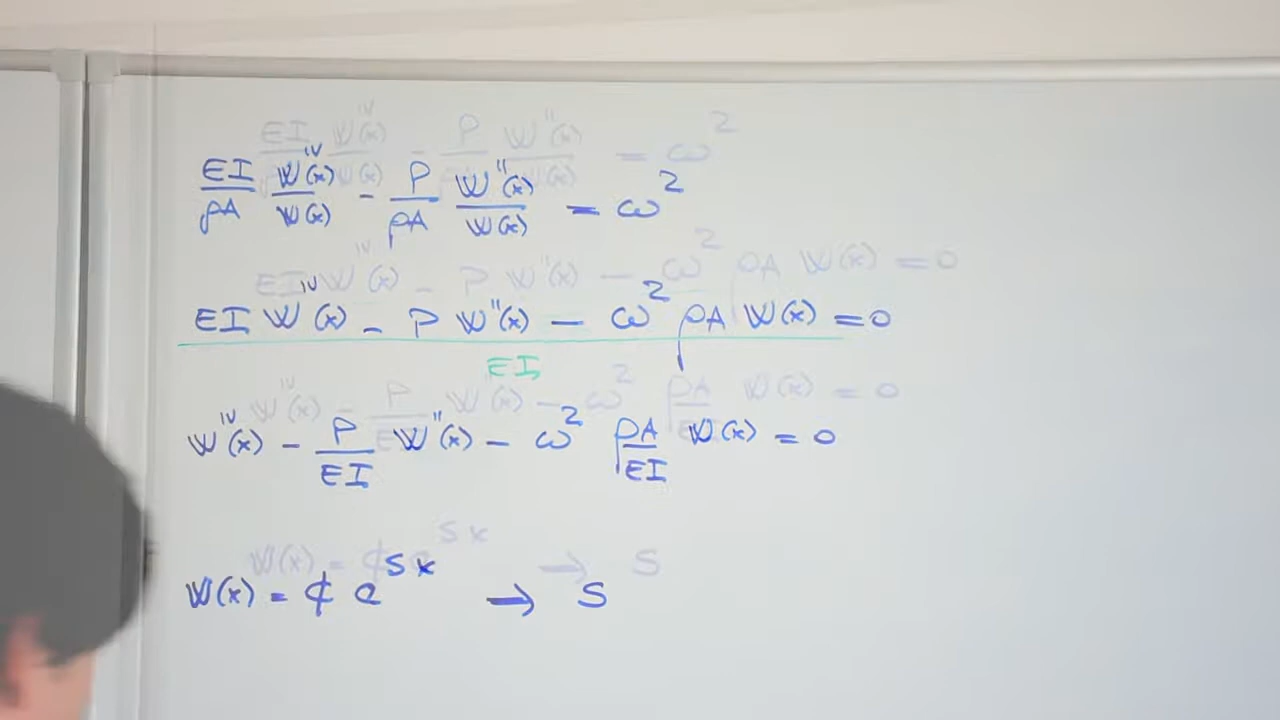 EI/ρA W^IV(x)/W(x) - P/ρA W''(x)/W(x) = ω²
EI W^IV(x) - P W''(x) - ω² ρA W(x) = 0
EI
W^IV(x) - P/EI W''(x) - ω² ρA/EI W(x) = 0
W(x) = ₵ e^sx → s